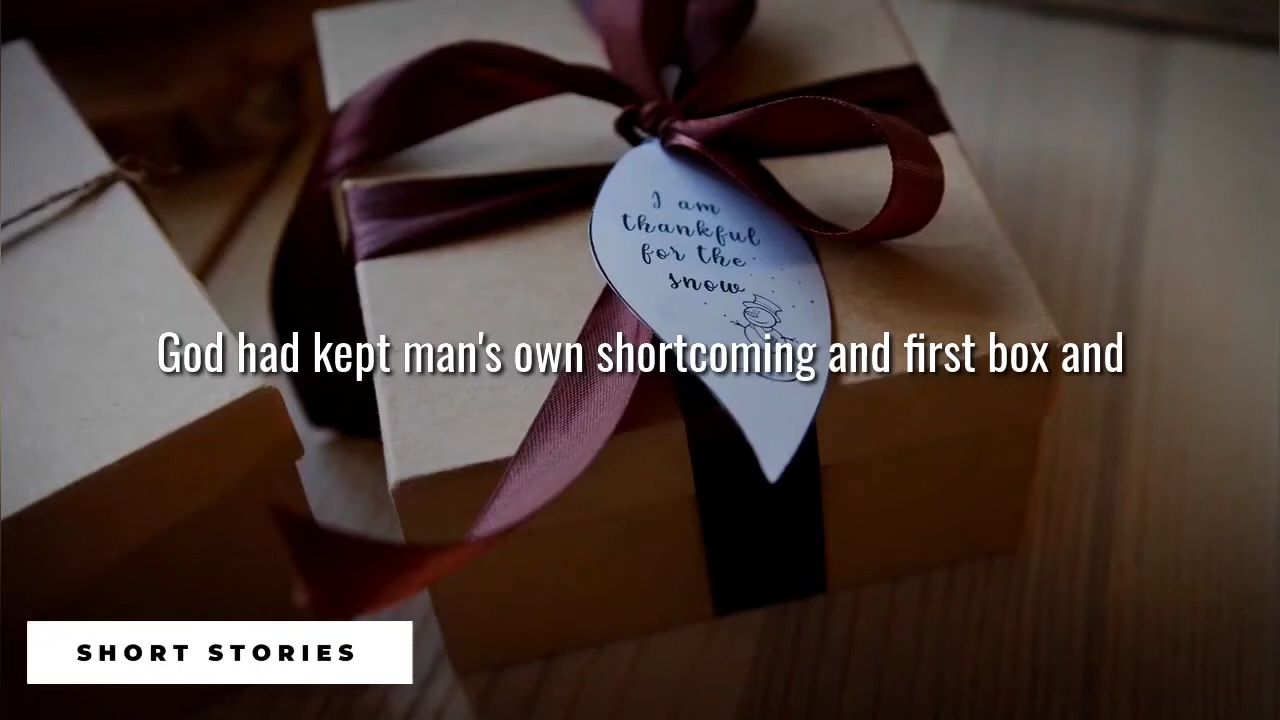 I am
thankful
for the
snow
God had kept man's own shortcoming and first box and
SHORT STORIES